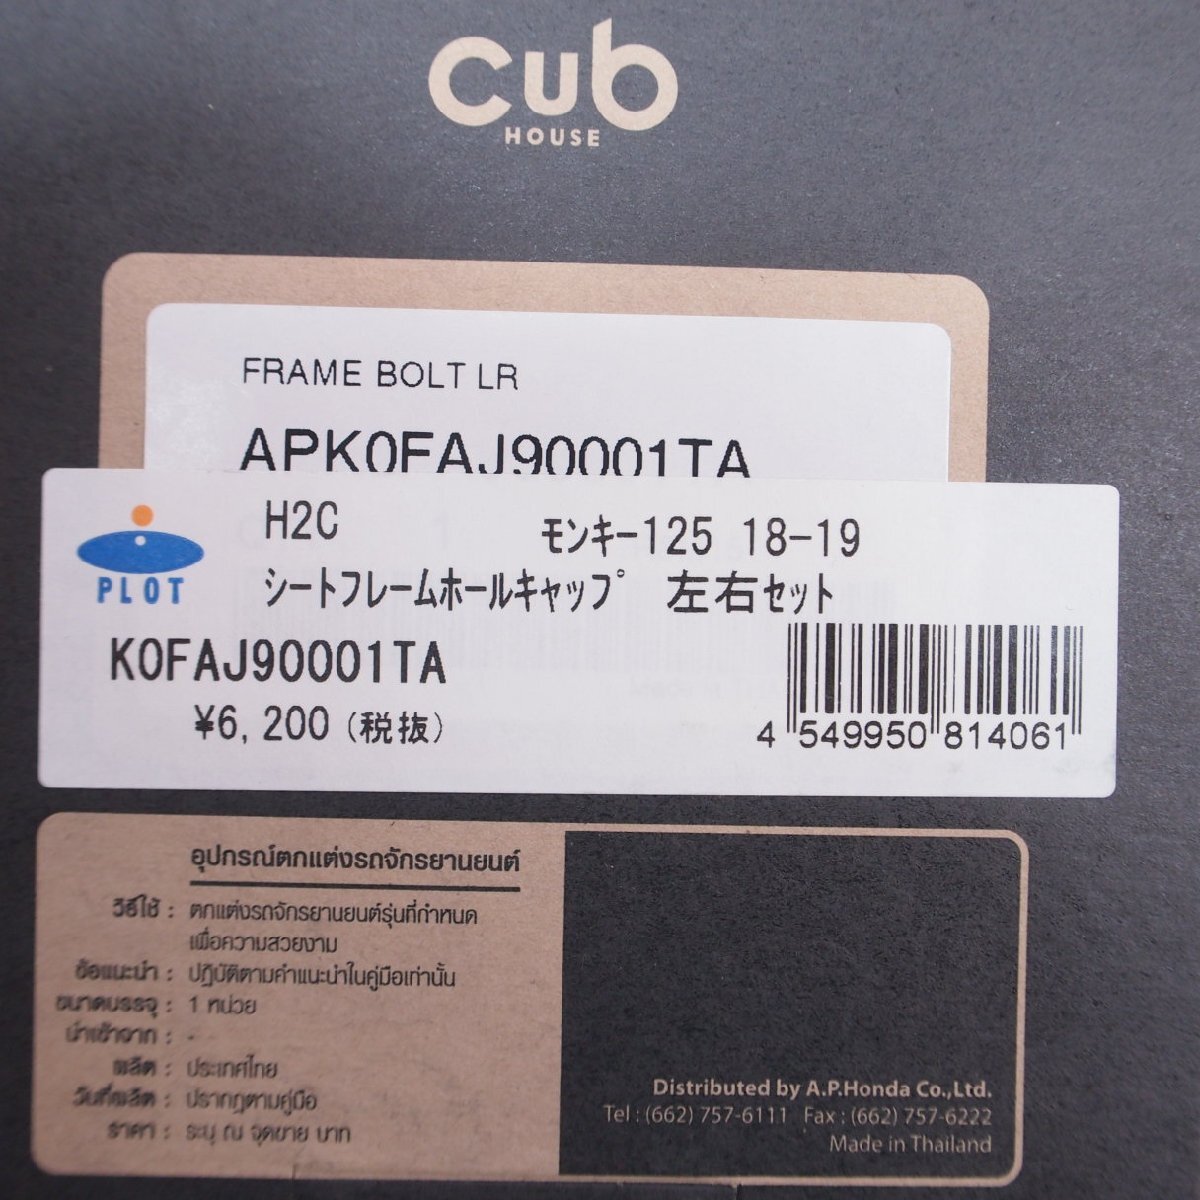 cub
HOUSE
FRAME BOLT LR
APK0FAJ90001TA
H2C モンキー125 18-19
PLOT
シートフレームホールキャップ 左右セット
K0FAJ90001TA
¥6,200(税抜)
4 549950 814061
อุปกรณ์ตกแต่งรถจักรยานยนต์
วิธีใช้ : ตกแต่งรถจักรยานยนต์รุ่นที่กำหนด
เพื่อความสวยงาม
ข้อแนะนำ : ปฏิบัติตามคำแนะนำในคู่มือเท่านั้น
ขนาดบรรจุ : 1 หน่วย
นำเข้าจาก : -
ผลิต : ประเทศไทย
วันที่ผลิต : ปรากฏตามคู่มือ
ราคา : ระบุ ณ จุดขาย บาท
Distributed by A.P.Honda Co.,Ltd.
Tel : (662) 757-6111 Fax : (662) 757-6222
Made in Thailand